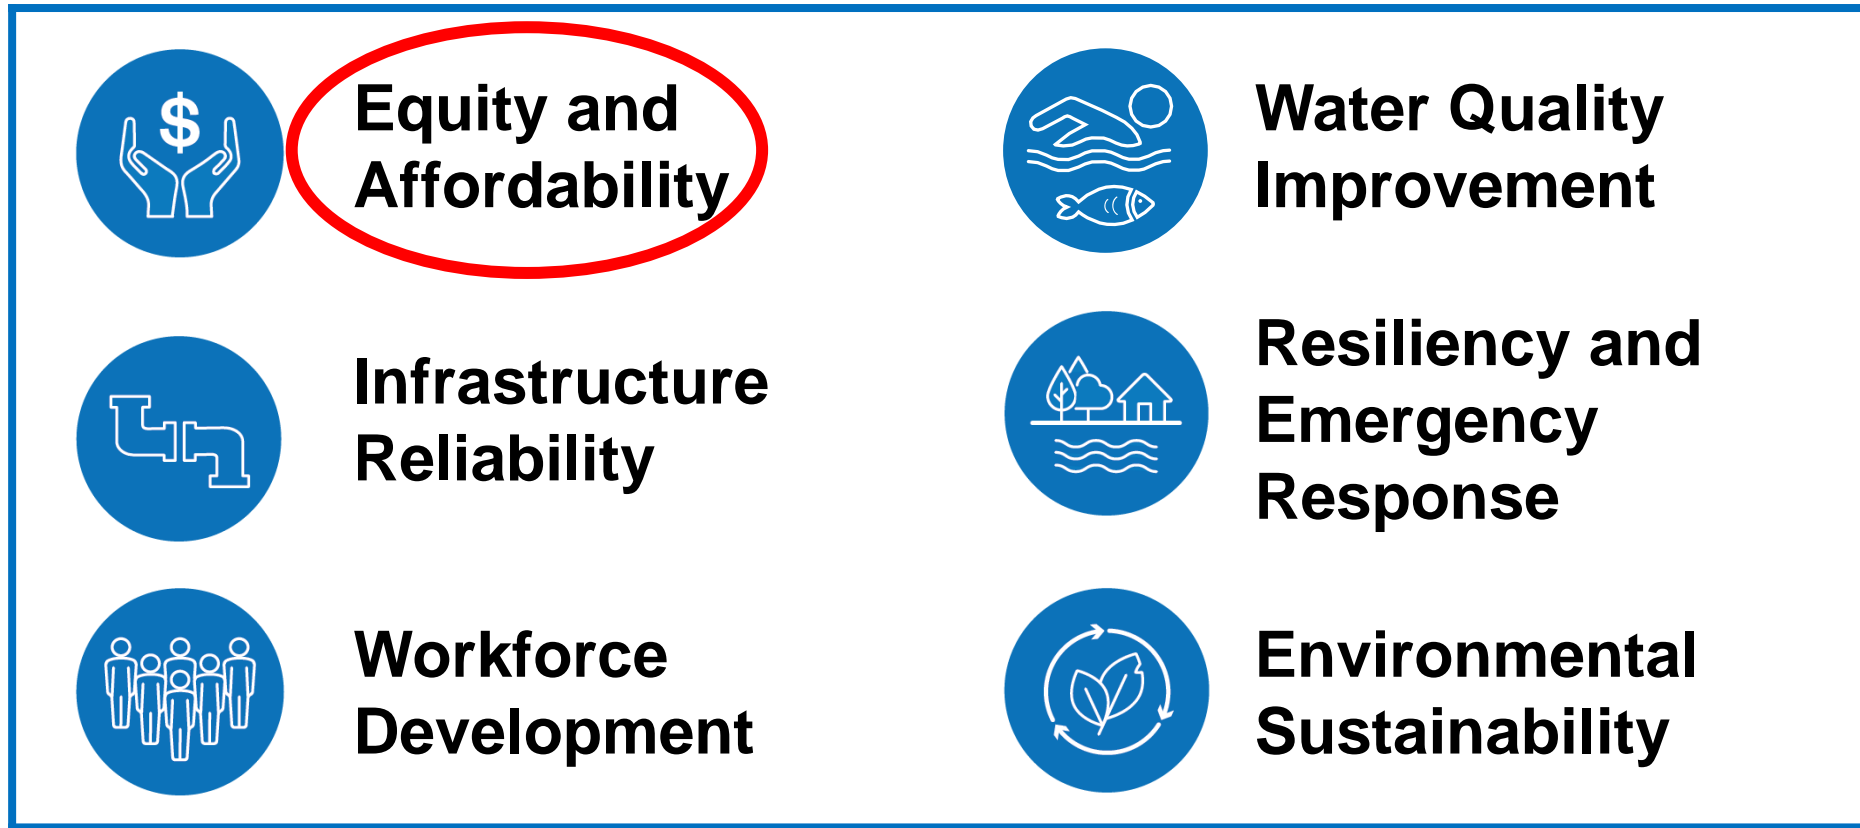 $
Equity and
Affordability
Infrastructure
Reliability
Workforce
Development
Water Quality
Improvement
Resiliency and
Emergency
Response
Environmental
Sustainability